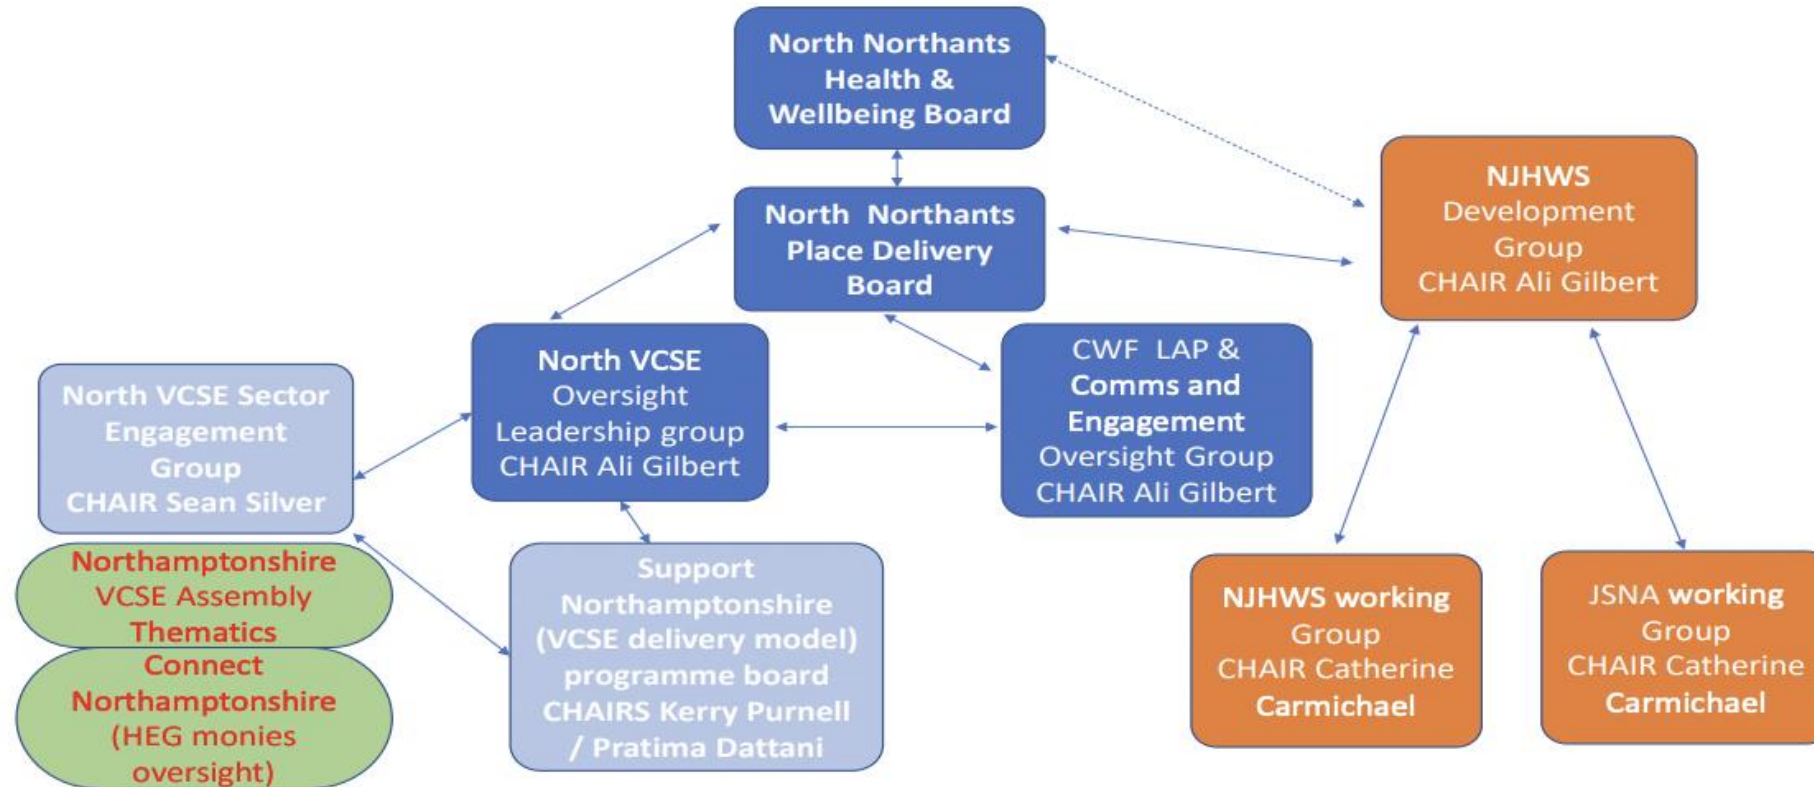 North Northants
Health &
Wellbeing Board
North Northants
Place Delivery
Board
NJHWS
Development
Group
CHAIR Ali Gilbert
North VCSE
Oversight
Leadership group
CHAIR Ali Gilbert
CWF LAP &
Comms and
Engagement
Oversight Group
CHAIR Ali Gilbert
North VCSE Sector
Engagement
Group
CHAIR Sean Silver
Northamptonshire
VCSE Assembly
Thematics
Connect
Northamptonshire
(HEG monies
oversight)
Support
Northamptonshire
(VCSE delivery model)
programme board
CHAIRS Kerry Purnell
/ Pratima Dattani
NJHWS working
Group
CHAIR Catherine
Carmichael
JSNA working
Group
CHAIR Catherine
Carmichael